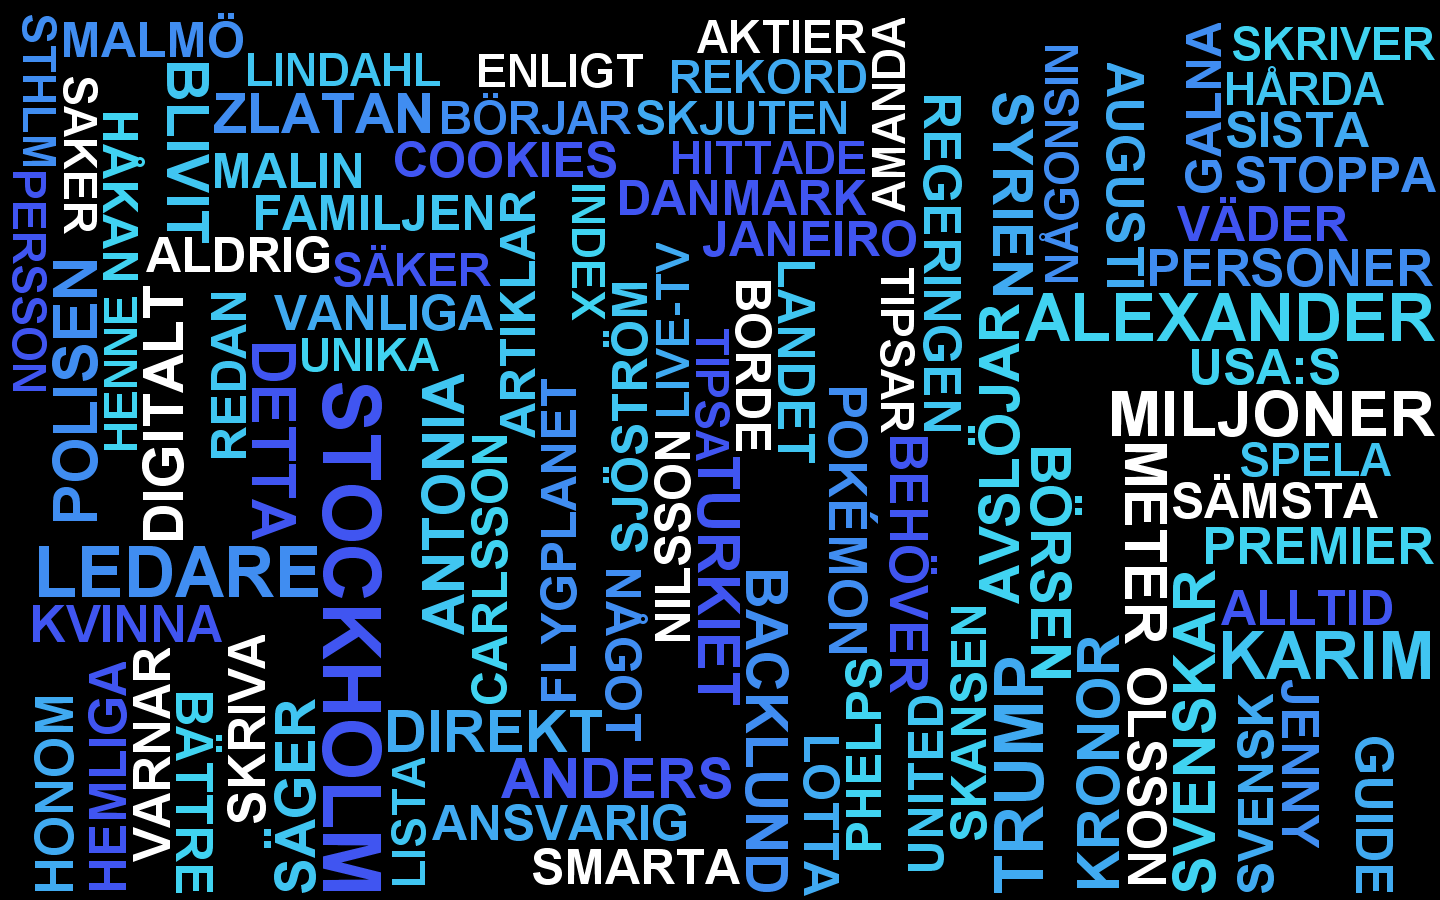 STHLM
MALMÖ
LINDAHL
ENLIGT
AKTIER
REKORD
AMANDA
SKRIVER
GALNA
HÅRDA
SISTA
STOPPA
SAKER
BLIVIT
HÅKAN
ZLATAN
BÖRJAR
SKJUTEN
REGERINGEN
SYRIEN
NÅGONSIN
AUGUSTI
MALIN
COOKIES
HITTADE
DANMARK
PERSSON
FAMILJEN
ARTIKLAR
INDEX
JANEIRO
VÄDER
PERSONER
ALDRIG
SÄKER
POLISEN
HENNE
DIGITALT
REDAN
VANLIGA
UNIKA
DETTA
SJÖSTRÖM
LIVE-TV
TIPSA
BORDE
LANDET
TIPSAR
ALEXANDER
USA:S
MILJONER
AVSLÖJAR
STOCKHOLM
ANTONIA
CARLSSON
FLYGPLANET
NILSSON
TURKIET
POKÉMON
BEHÖVER
BÖRSEN
METER
SPELA
SÄMSTA
PREMIER
LEDARE
KVINNA
NÅGOT
BACKLUND
SVENSKAR
ALLTID
KARIM
HONOM
HEMLIGA
VARNAR
BÄTTRE
SKRIVA
SÄGER
DIREKT
LISTA
ANDERS
ANSVARIG
SMARTA
LOTTA
PHELPS
UNITED
SKANSEN
TRUMP
KRONOR
OLSSON
SVENSK
JENNY
GUIDE